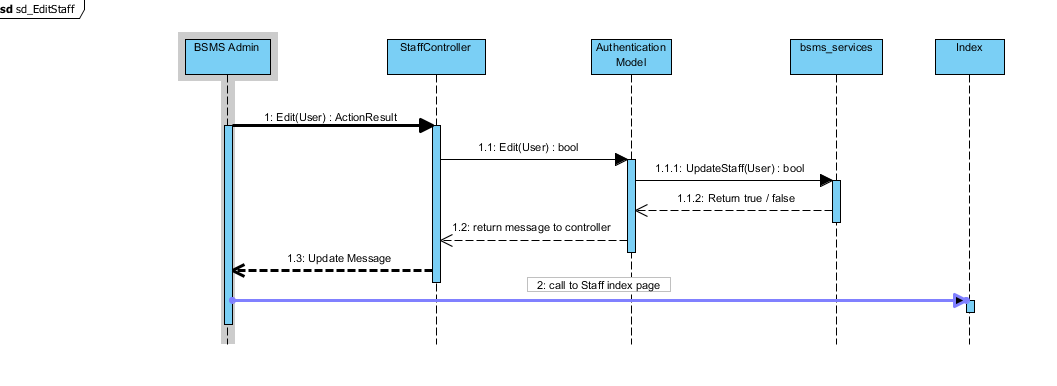 sd sd_EditStaff
BSMS Admin
StaffController
Authentication
Model
bsms_services
Index
1: Edit(User) : ActionResult
1.1: Edit(User) : bool
1.1.1: UpdateStaff(User) : bool
1.1.2: Return true / false
1.2: return message to controller
1.3: Update Message
2: call to Staff index page